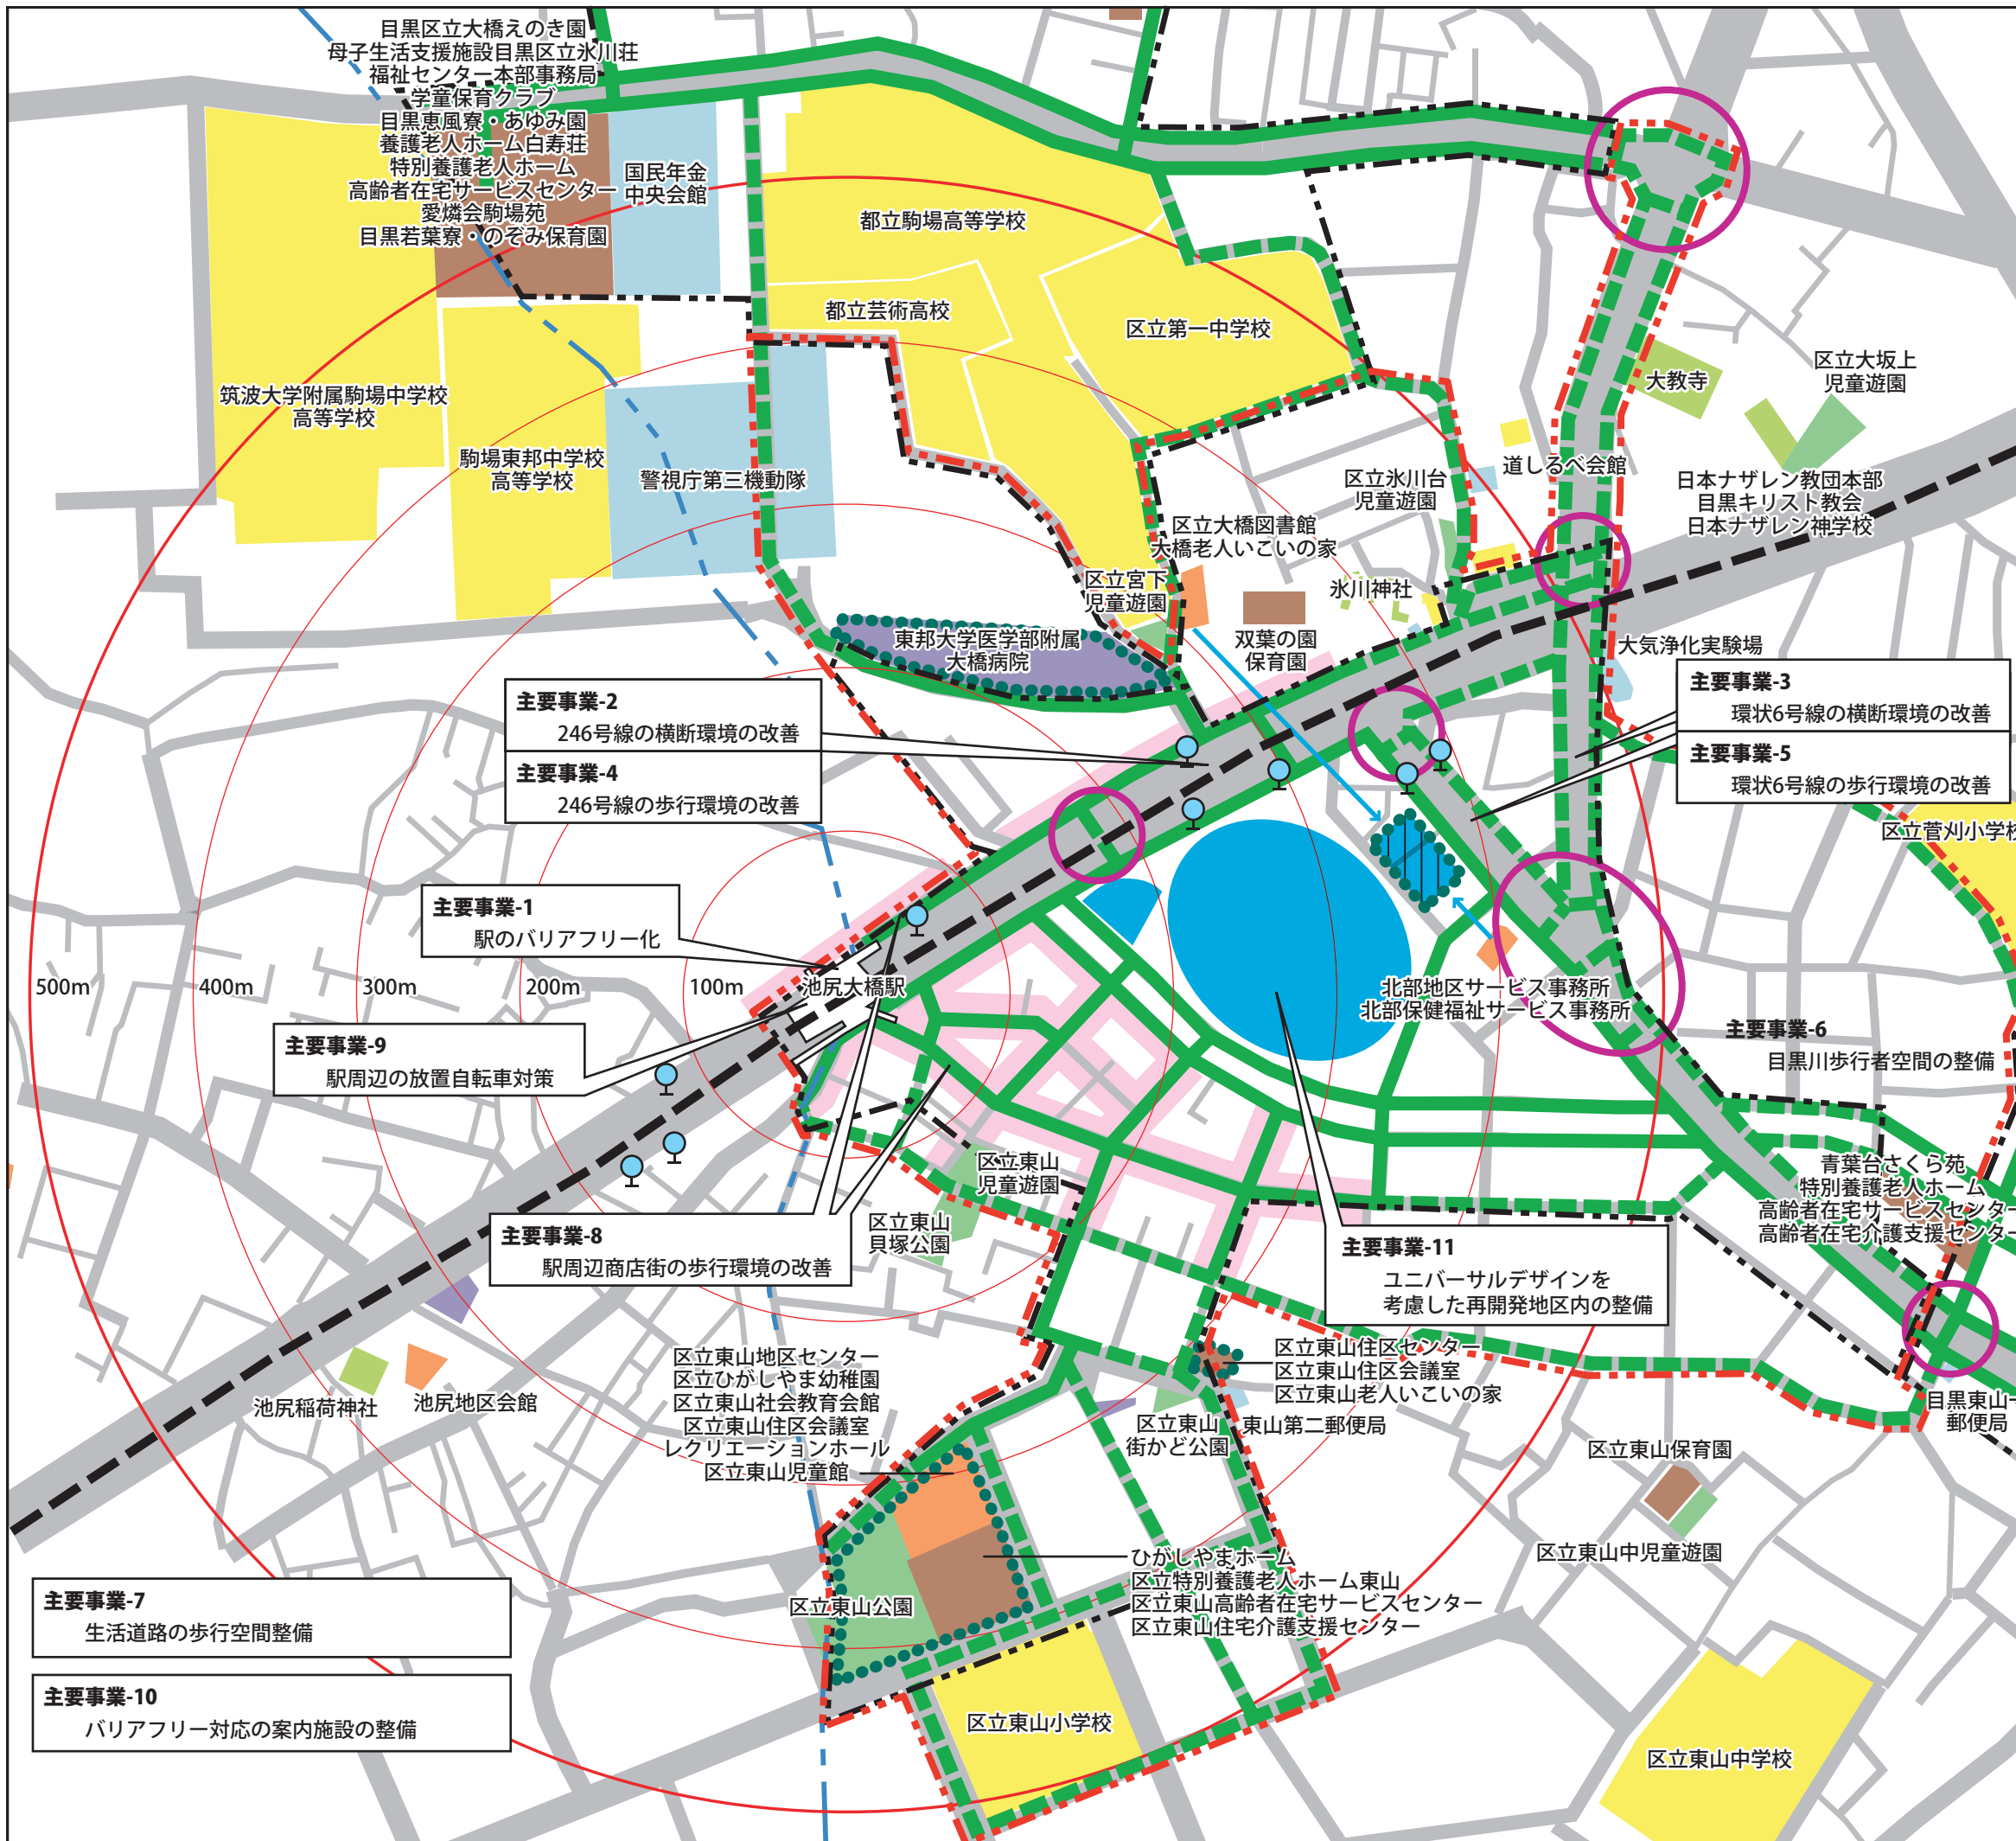 目黒区立大橋えのき園
母子生活支援施設目黒区立氷川荘
福祉センター本部事務局
学童保育クラブ
目黒恵風寮・あゆみ園
養護老人ホーム白寿荘
特別養護老人ホーム
高齢者在宅サービスセンター
愛燐会駒場苑
目黒若葉寮・のぞみ保育園
国民年金
中央会館
都立駒場高等学校
都立芸術高校
区立第一中学校
筑波大学附属駒場中学校
高等学校
駒場東邦中学校
高等学校
警視庁第三機動隊
大教寺
区立大坂上
児童遊園
道しるべ会館
区立氷川台
児童遊園
日本ナザレン教団本部
目黒キリスト教会
日本ナザレン神学校
区立大橋図書館
大橋老人いこいの家
区立宮下
児童遊園
氷川神社
双葉の園
保育園
東邦大学医学部附属
大橋病院
大気浄化実験場
主要事業-2
246号線の横断環境の改善
主要事業-4
246号線の歩行環境の改善
主要事業-3
環状6号線の横断環境の改善
主要事業-5
環状6号線の歩行環境の改善
区立菅刈小学校
主要事業-1
駅のバリアフリー化
500m
400m
300m
200m
100m
池尻大橋駅
北部地区サービス事務所
北部保健福祉サービス事務所
主要事業-9
駅周辺の放置自転車対策
主要事業-6
目黒川歩行者空間の整備
区立東山
児童遊園
青葉台さくら苑
特別養護老人ホーム
高齢者在宅サービスセンター
高齢者在宅介護支援センター
区立東山
貝塚公園
主要事業-8
駅周辺商店街の歩行環境の改善
主要事業-11
ユニバーサルデザインを
考慮した再開発地区内の整備
池尻稲荷神社
池尻地区会館
区立東山地区センター
区立ひがしやま幼稚園
区立東山社会教育会館
区立東山住区会議室
レクリエーションホール
区立東山児童館
区立東山住区センター
区立東山住区会議室
区立東山老人いこいの家
区立東山
街かど公園
東山第二郵便局
目黒東山一
郵便局
区立東山保育園
区立東山中児童遊園
ひがしやまホーム
区立特別養護老人ホーム東山
区立東山高齢者在宅サービスセンター
区立東山住宅介護支援センター
区立東山公園
主要事業-7
生活道路の歩行空間整備
主要事業-10
バリアフリー対応の案内施設の整備
区立東山小学校
区立東山中学校